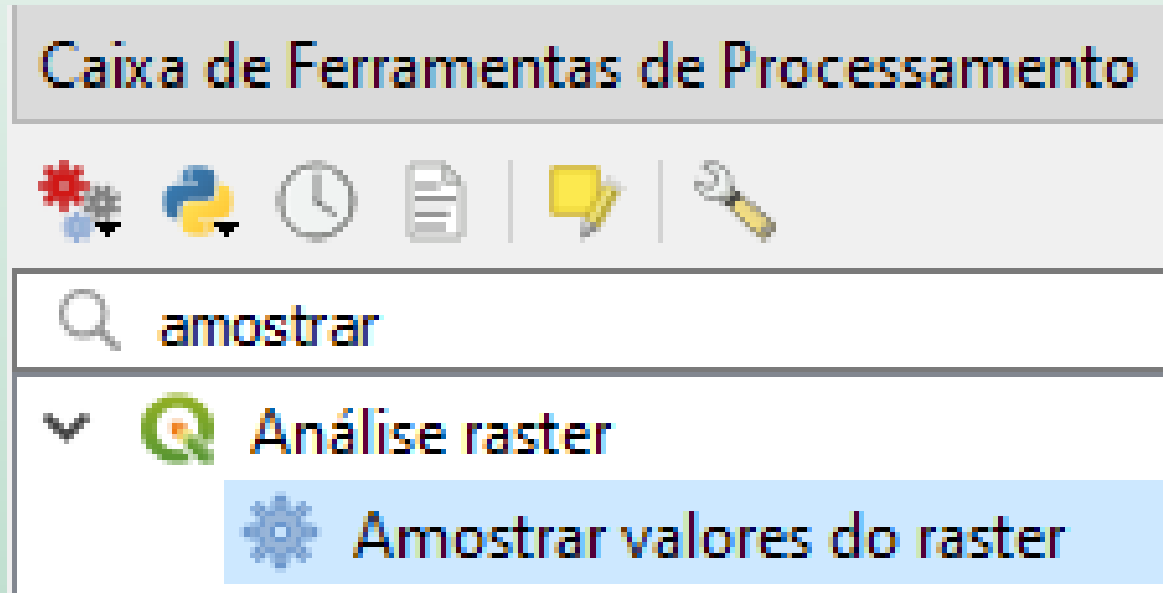 Caixa de Ferramentas de Processamento
amostrar
Análise raster
Amostrar valores do raster